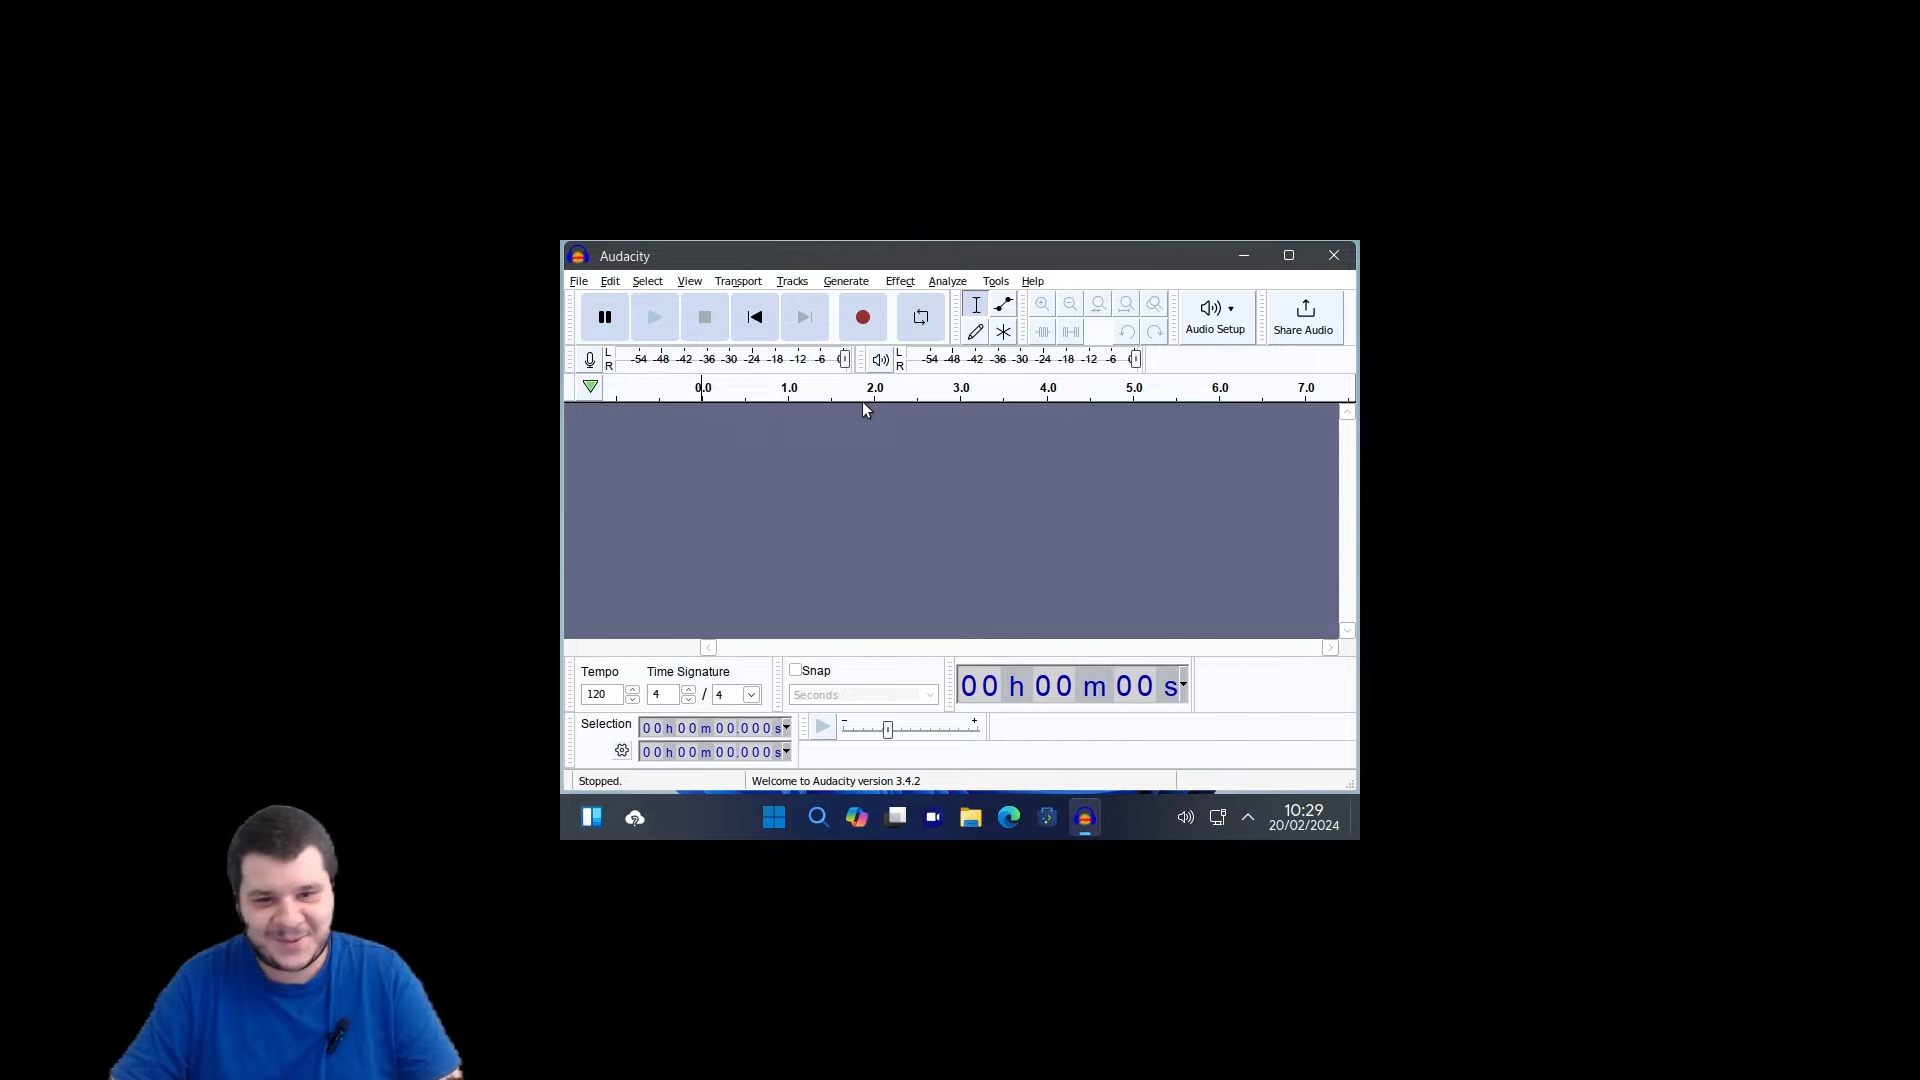 Audacity
File Edit Select View Transport Tracks Generate Effect Analyze Tools Help
Audio Setup
Share Audio
L
R
-54 -48 -42 -36 -30 -24 -18 -12 -6 0
L
R
-54 -48 -42 -36 -30 -24 -18 -12 -6 0
0.0 1.0 2.0 3.0 4.0 5.0 6.0 7.0
Tempo
Time Signature
120
4 / 4
Snap
Seconds
00 h 00 m 00 s
Selection
00 h 00 m 00.000 s
00 h 00 m 00.000 s
- +
Stopped.
Welcome to Audacity version 3.4.2
10:29
20/02/2024